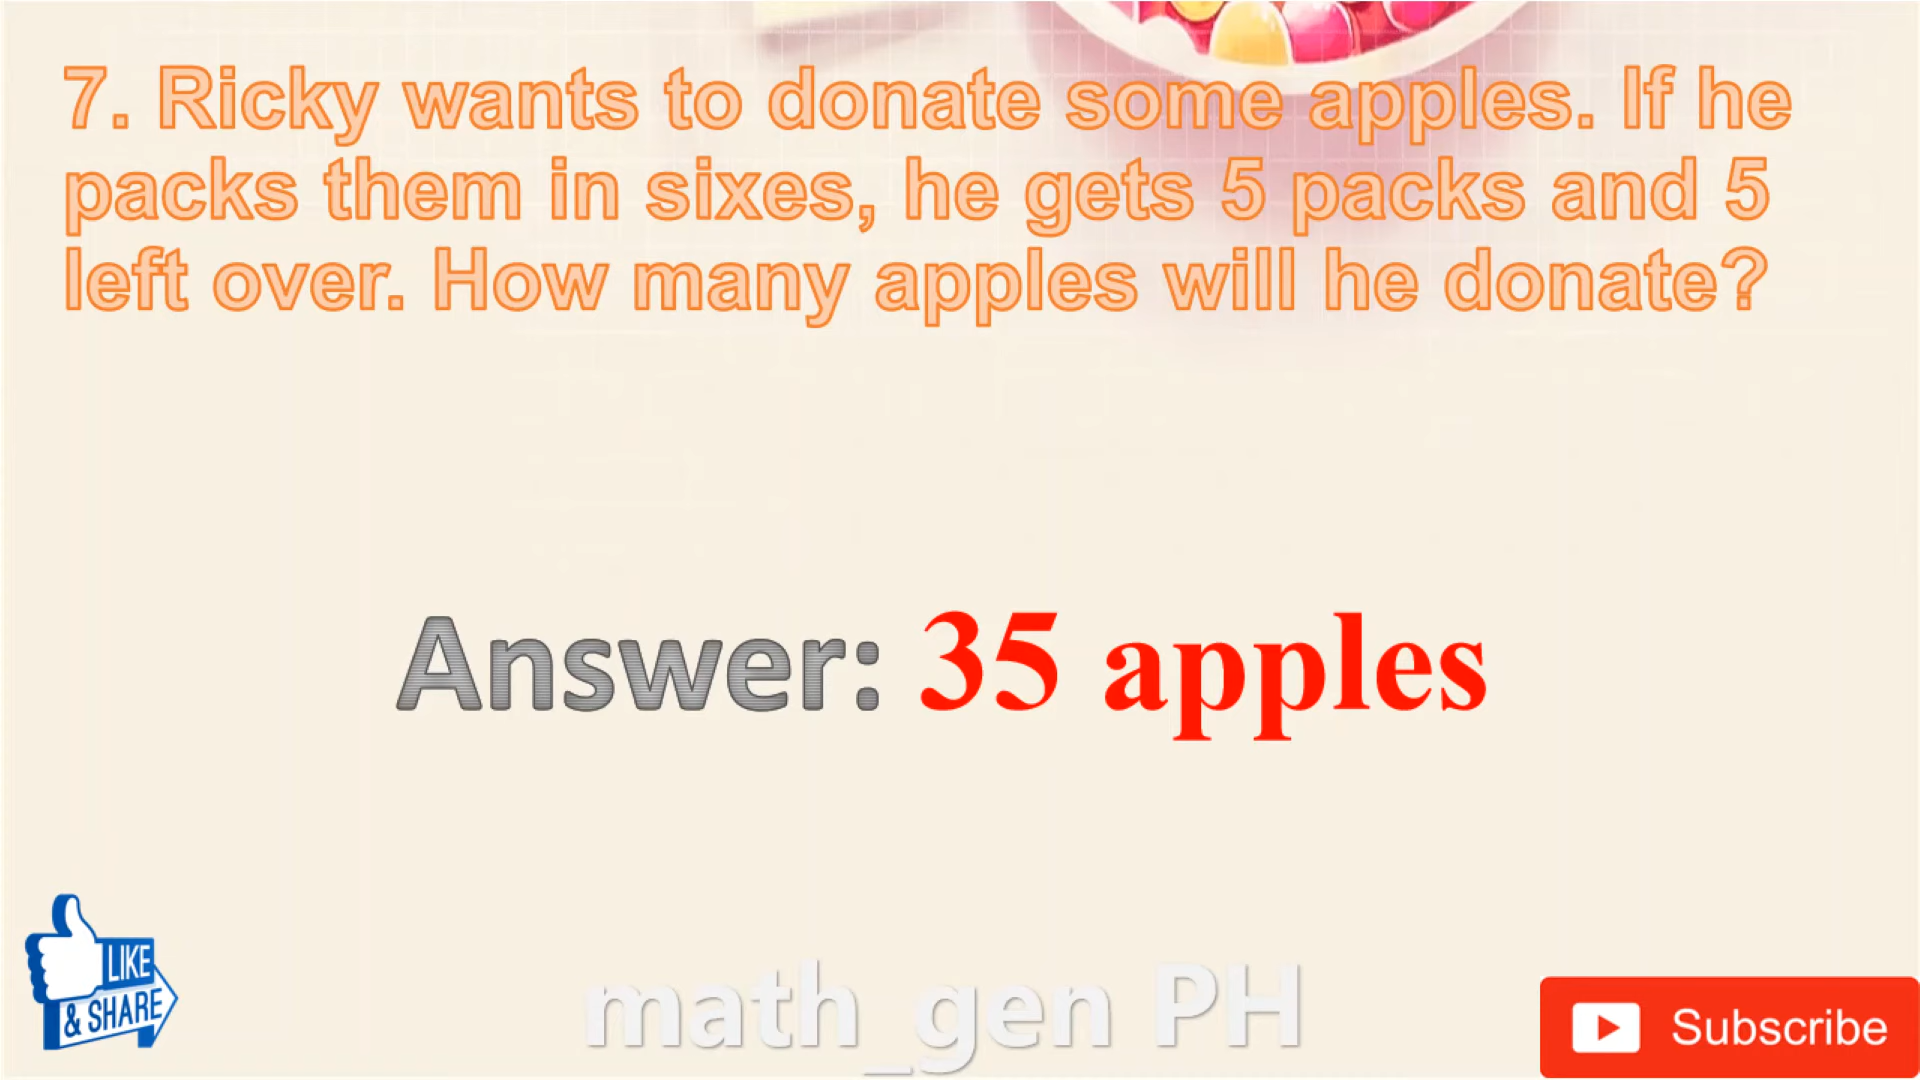 7. Ricky wants to donate some apples. If he
packs them in sixes, he gets 5 packs and 5
left over. How many apples will he donate?
Answer: 35 apples
LIKE
& SHARE
math_gen PH
Subscribe